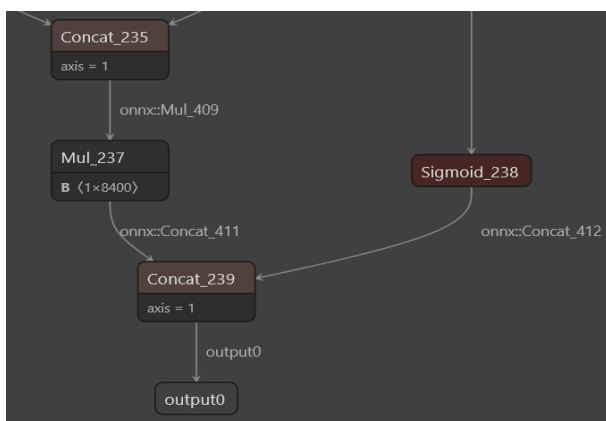 Concat_235
axis = 1
onnx::Mul_409
Mul_237
B ⟨1×8400⟩
Sigmoid_238
onnx::Concat_411
onnx::Concat_412
Concat_239
axis = 1
output0
output0